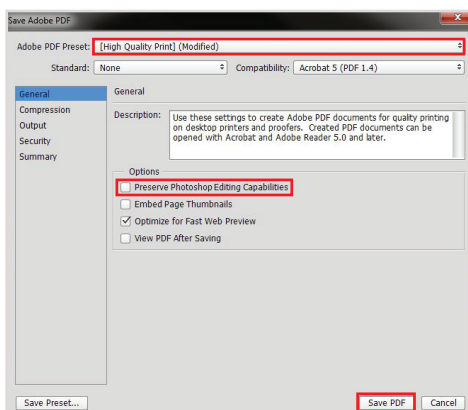 Save Adobe PDF
Adobe PDF Preset: [High Quality Print] (Modified)
Standard: None Compatibility: Acrobat 5 (PDF 1.4)
General
Compression
Output
Security
Summary
General
Description: Use these settings to create Adobe PDF documents for quality printing
on desktop printers and proofers. Created PDF documents can be
opened with Acrobat and Adobe Reader 5.0 and later.
Options
Preserve Photoshop Editing Capabilities
Embed Page Thumbnails
Optimize for Fast Web Preview
View PDF After Saving
Save Preset... Save PDF Cancel